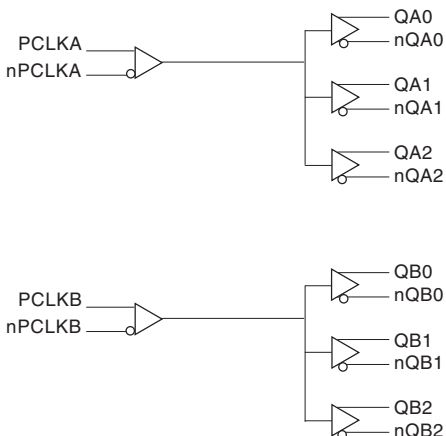 PCLKA
nPCLKA
QA0
nQA0
QA1
nQA1
QA2
nQA2
PCLKB
nPCLKB
QB0
nQB0
QB1
nQB1
QB2
nQB2